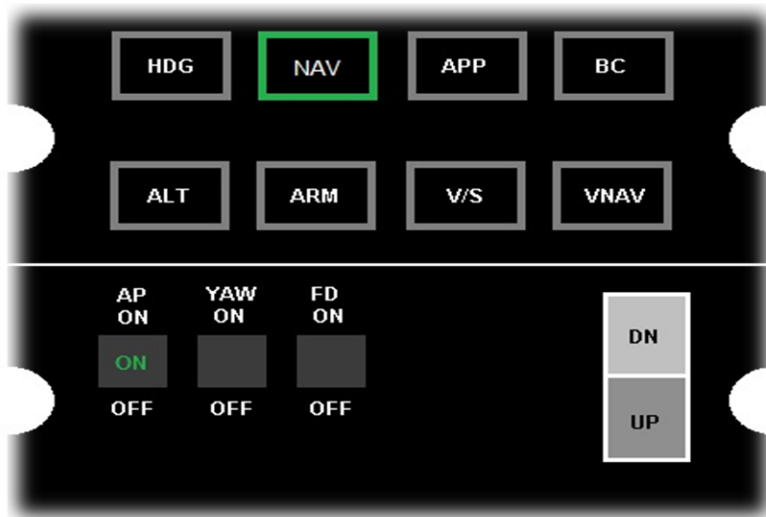 HDG NAV APP BC
ALT ARM V/S VNAV
AP YAW FD
ON ON ON
DN
ON
OFF OFF OFF
UP